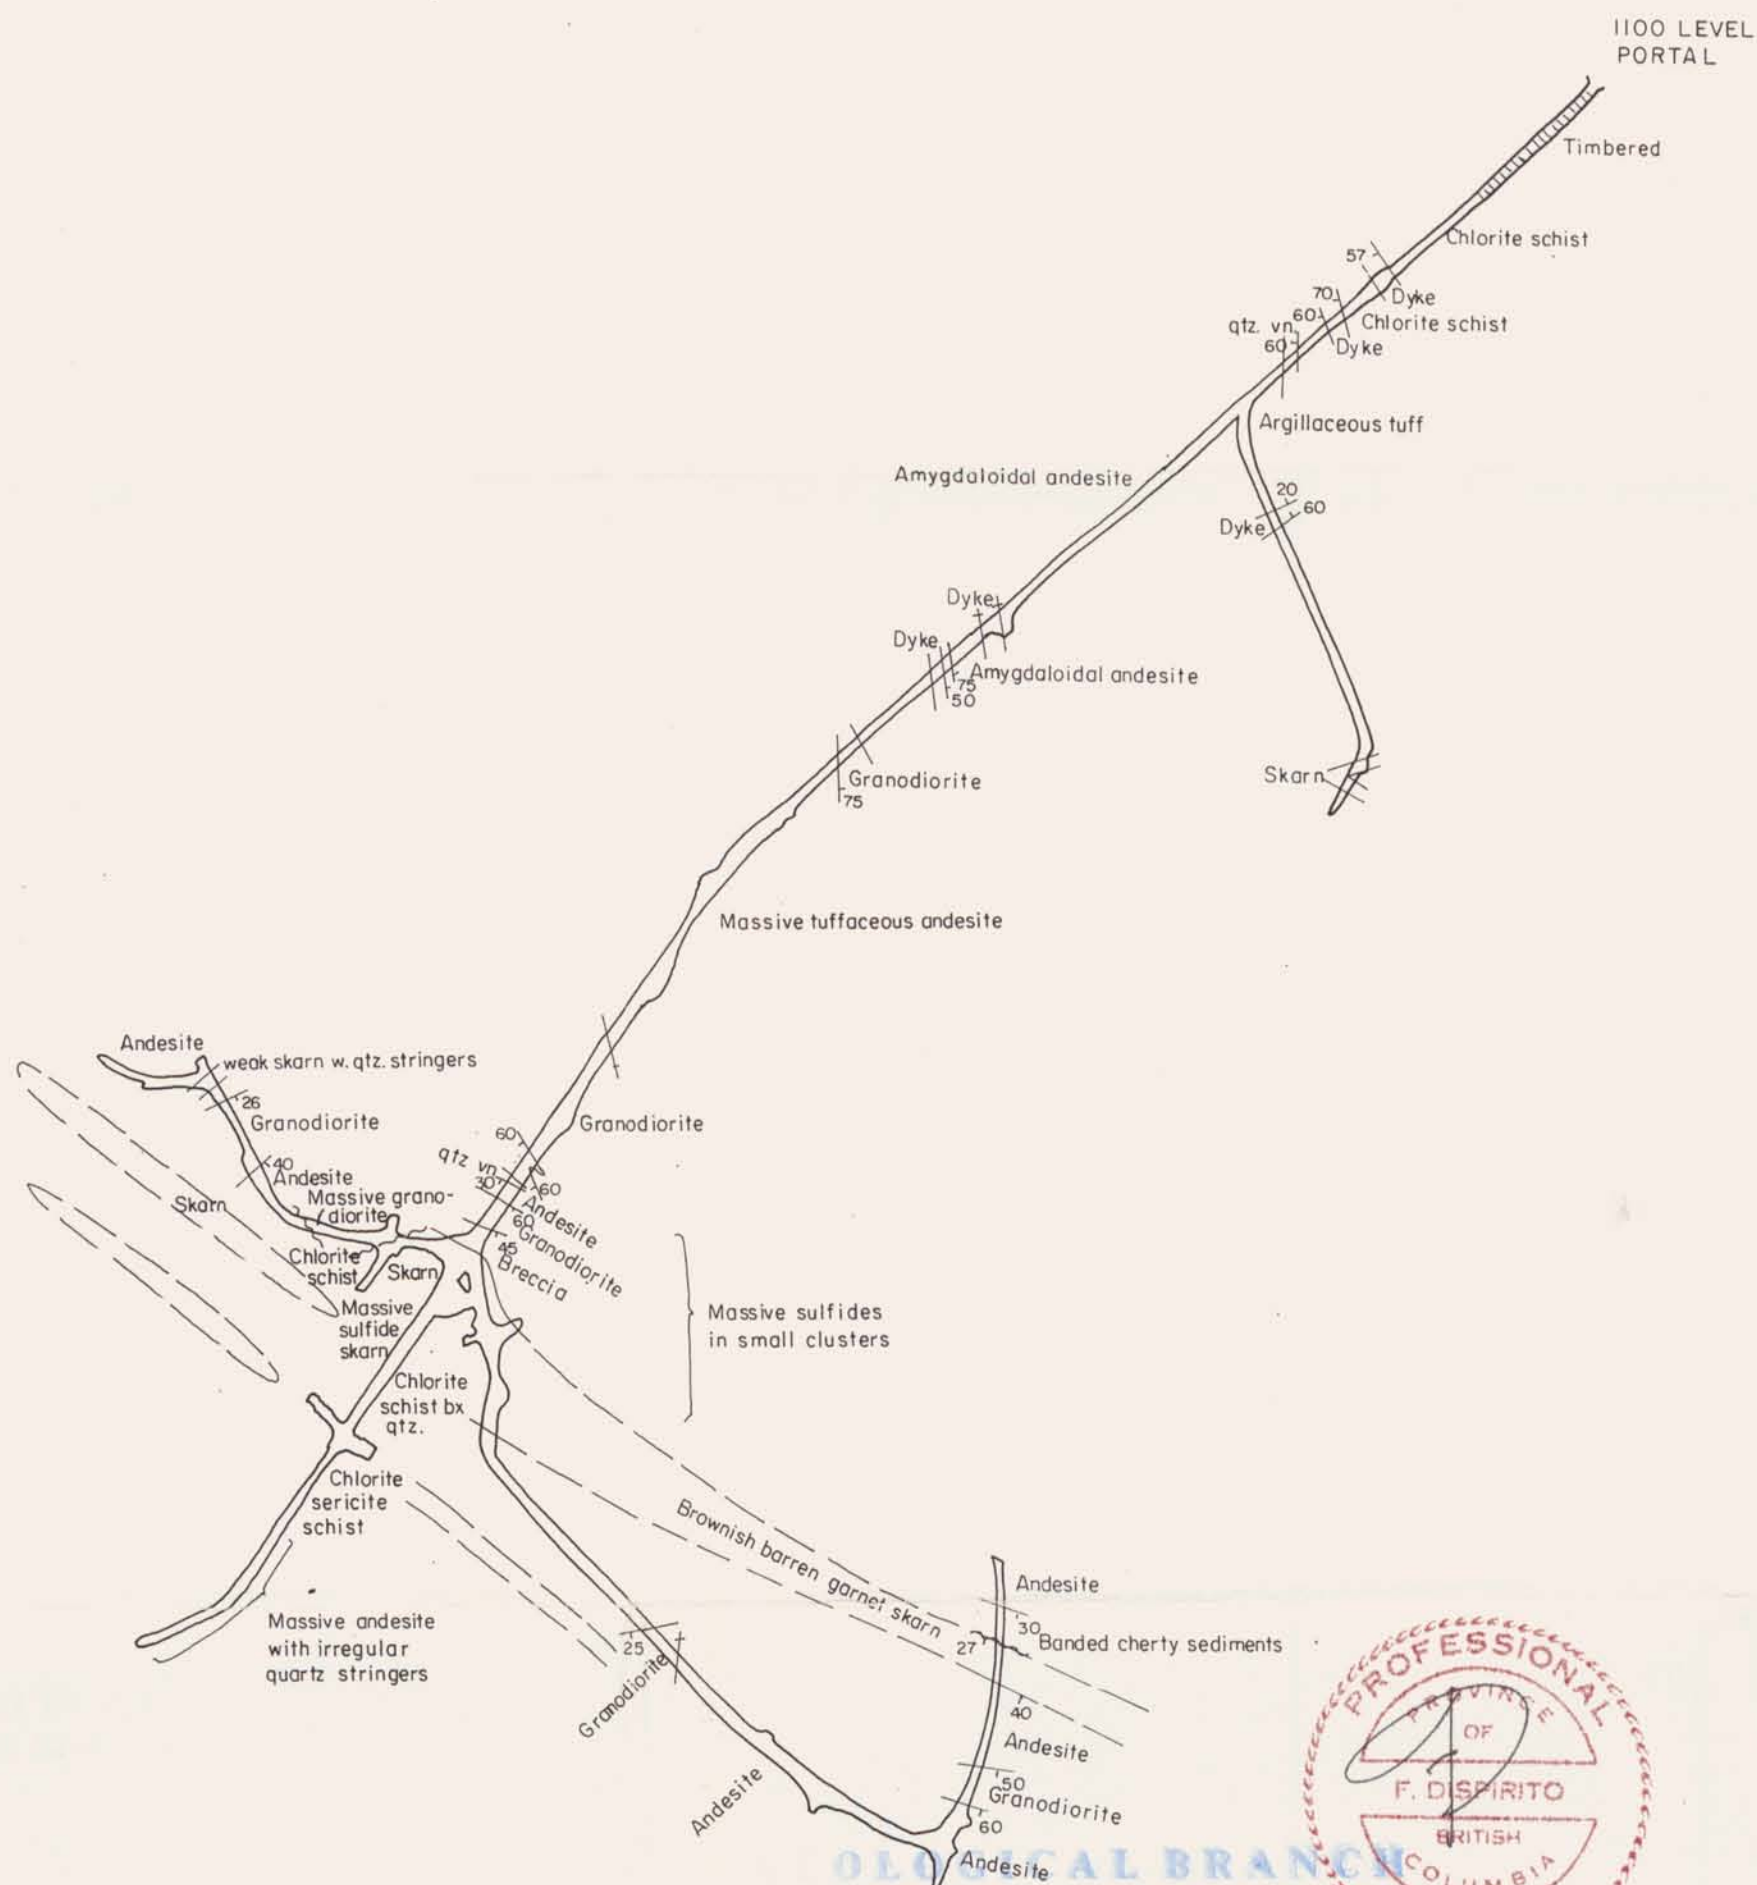 1100 LEVEL
PORTAL
Timbered
Chlorite schist
57
Dyke
70
Chlorite schist
60
qtz. vn.
60
Dyke
Argillaceous tuff
Amygdaloidal andesite
20
60
Dyke
Dyke
Dyke
Amygdaloidal andesite
75
50
Skarn
Granodiorite
75
Massive tuffaceous andesite
Andesite
weak skarn w. qtz. stringers
26
Granodiorite
Granodiorite
60
qtz vn.
30
60
40
Andesite
Skarn
Massive grano-
diorite
Andesite
60
Granodiorite
45
Breccia
Chlorite
schist
Skarn
Massive
sulfide
skarn
Massive sulfides
in small clusters
Chlorite
schist bx
qtz.
Chlorite
sericite
schist
Brownish barren garnet skarn
Andesite
30
27
Banded cherty sediments
Massive andesite
with irregular
quartz stringers
25
Granodiorite
40
Andesite
50
Granodiorite
60
Andesite
Andesite
PROFESSIONAL
PROVINCE
OF
F. DISPIRITO
BRITISH
COLUMBIA
OLOGICAL BRANCH